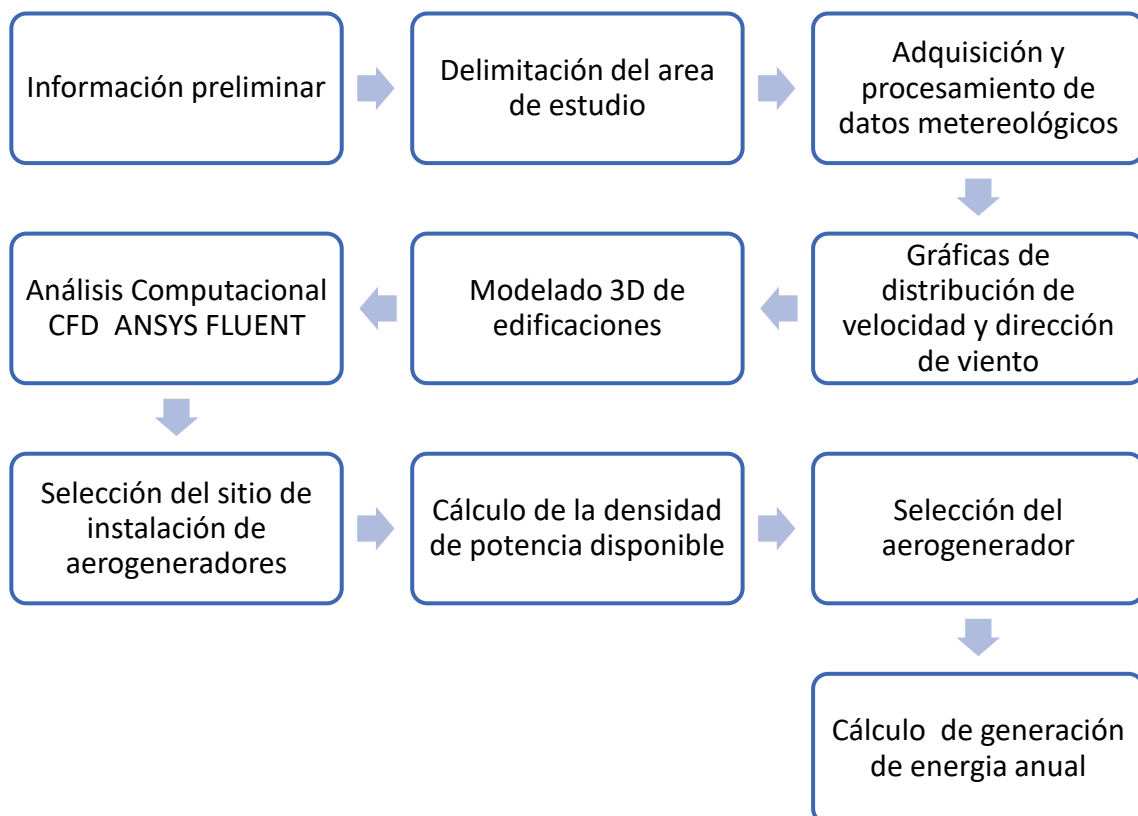 Información preliminar
Delimitación del area
de estudio
Adquisición y
procesamiento de
datos metereológicos
Gráficas de
distribución de
velocidad y dirección
de viento
Modelado 3D de
edificaciones
Análisis Computacional
CFD  ANSYS FLUENT
Selección del sitio de
instalación de
aerogeneradores
Cálculo de la densidad
de potencia disponible
Selección del
aerogenerador
Cálculo  de generación
de energia anual